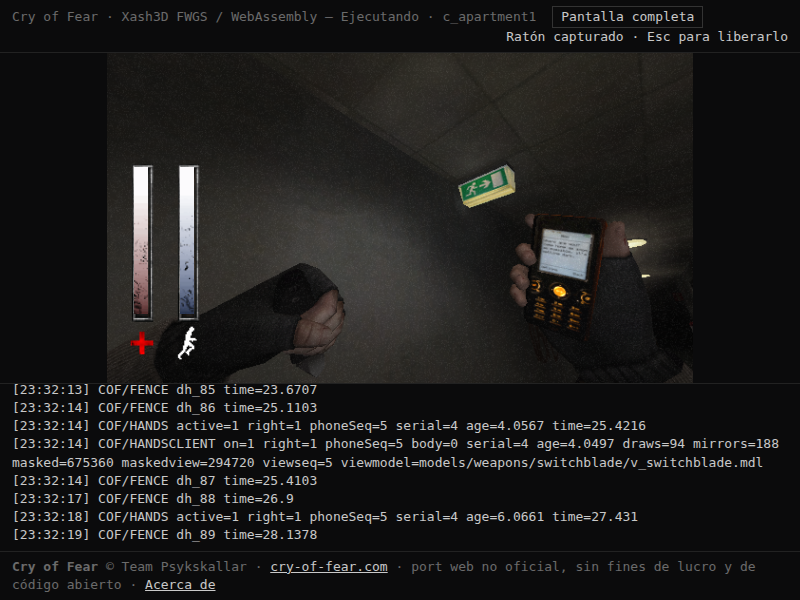 Cry of Fear · Xash3D FWGS / WebAssembly — Ejecutando · c_apartment1 Pantalla completa
Ratón capturado · Esc para liberarlo
[23:32:13] COF/FENCE dh_85 time=23.6707
[23:32:14] COF/FENCE dh_86 time=25.1103
[23:32:14] COF/HANDS active=1 right=1 phoneSeq=5 serial=4 age=4.0567 time=25.4216
[23:32:14] COF/HANDSCLIENT on=1 right=1 phoneSeq=5 body=0 serial=4 age=4.0497 draws=94 mirrors=188
masked=675360 maskedview=294720 viewseq=5 viewmodel=models/weapons/switchblade/v_switchblade.mdl
[23:32:14] COF/FENCE dh_87 time=25.4103
[23:32:17] COF/FENCE dh_88 time=26.9
[23:32:18] COF/HANDS active=1 right=1 phoneSeq=5 serial=4 age=6.0661 time=27.431
[23:32:19] COF/FENCE dh_89 time=28.1378
Cry of Fear © Team Psykskallar · cry-of-fear.com · port web no oficial, sin fines de lucro y de
código abierto · Acerca de